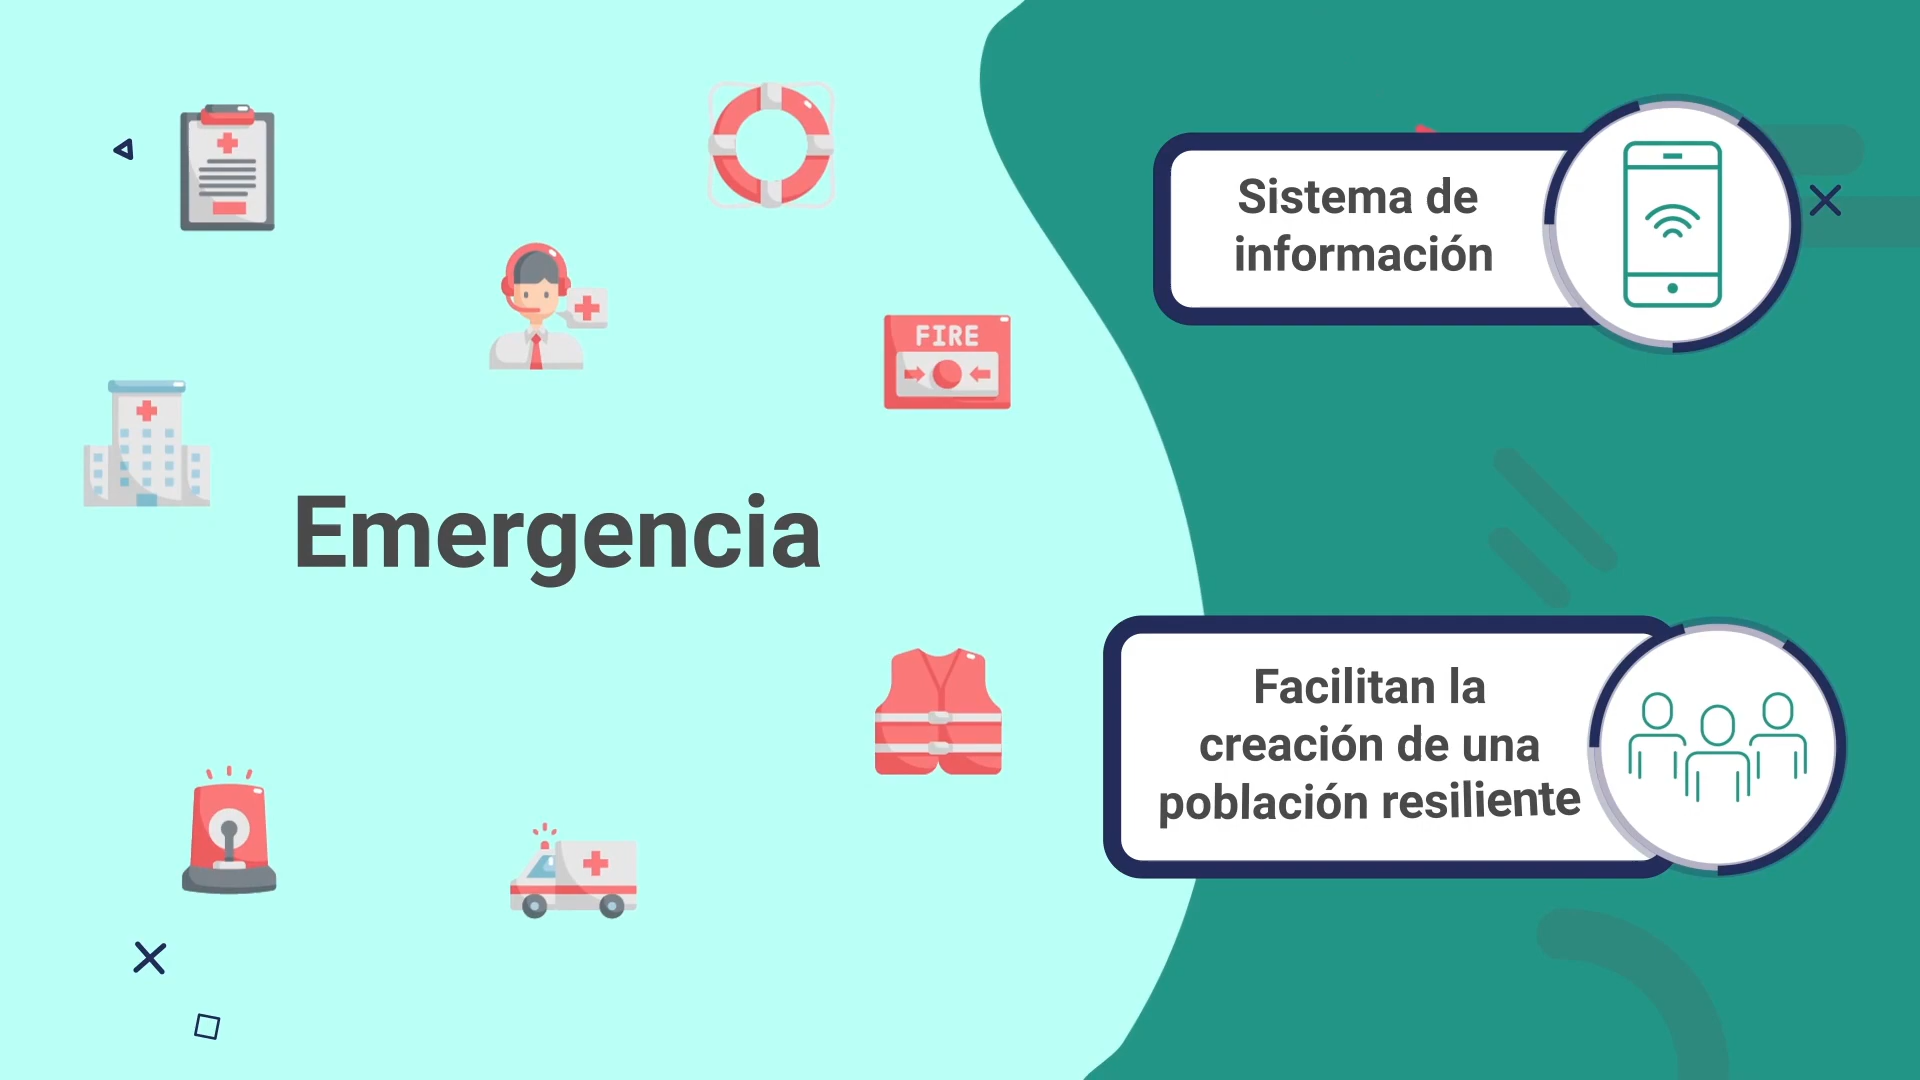 Sistema de
información
FIRE
Emergencia
Facilitan la
creación de una
población resiliente